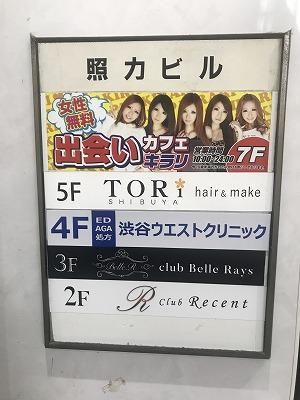 照力ビル
女性
無料
出会いカフェ
キラリ
営業時間
10:00~24:00
7F
5F TORi hair & make
SHIBUYA
4F ED AGA 処方 渋谷ウエストクリニック
3F Belle R club Belle Rays
2F R Club Recent